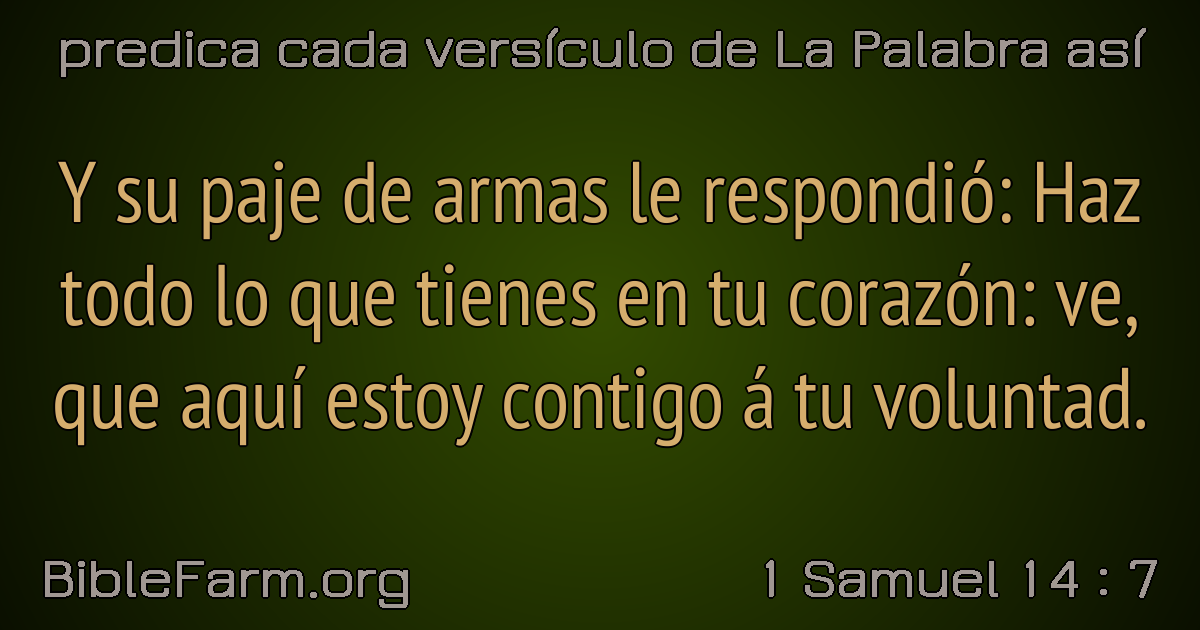 predica cada versículo de La Palabra así
Y su paje de armas le respondió: Haz
todo lo que tienes en tu corazón: ve,
que aquí estoy contigo á tu voluntad.
BibleFarm.org
1 Samuel 14 : 7